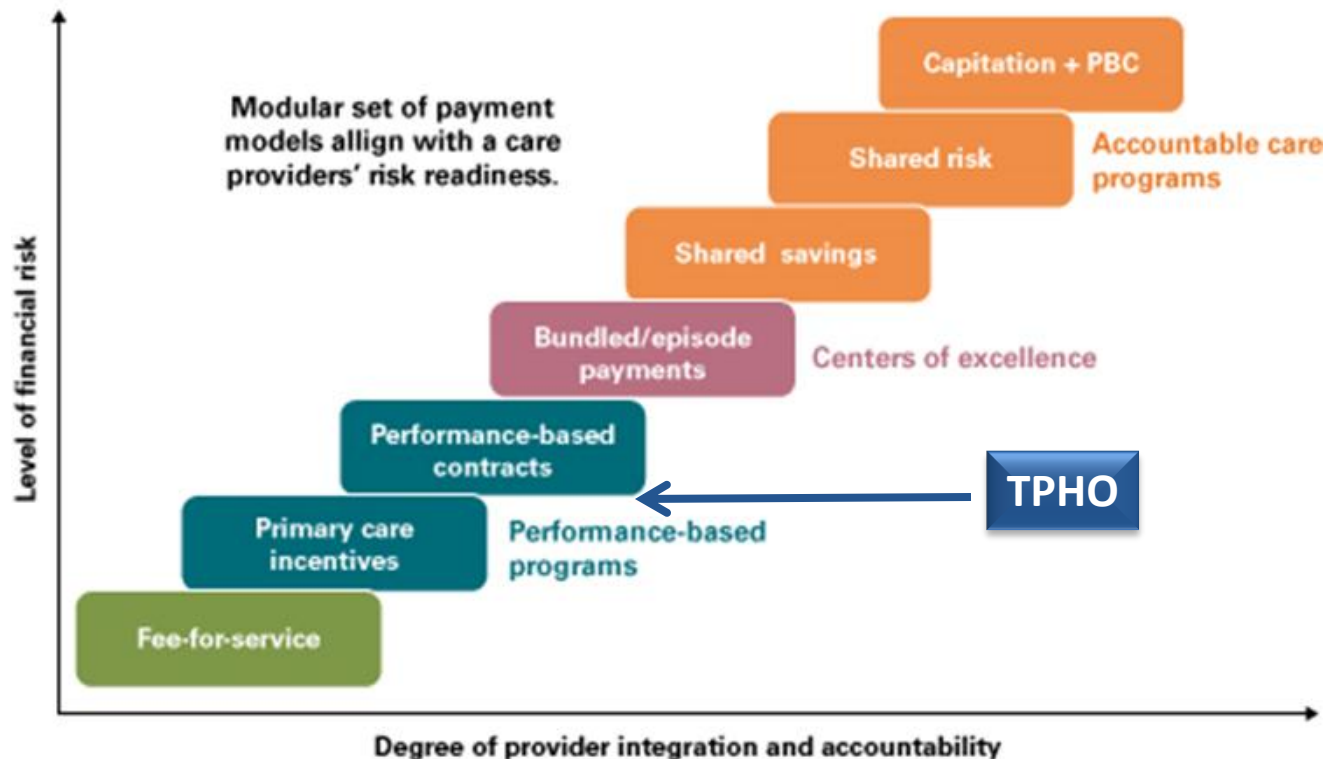 Capitation + PBC
Modular set of payment
models allign with a care
providers' risk readiness.
Shared risk
Accountable care
programs
Shared savings
Bundled/episode
payments
Centers of excellence
Performance-based
contracts
TPHO
Primary care
incentives
Performance-based
programs
Fee-for-service
Level of financial risk
Degree of provider integration and accountability